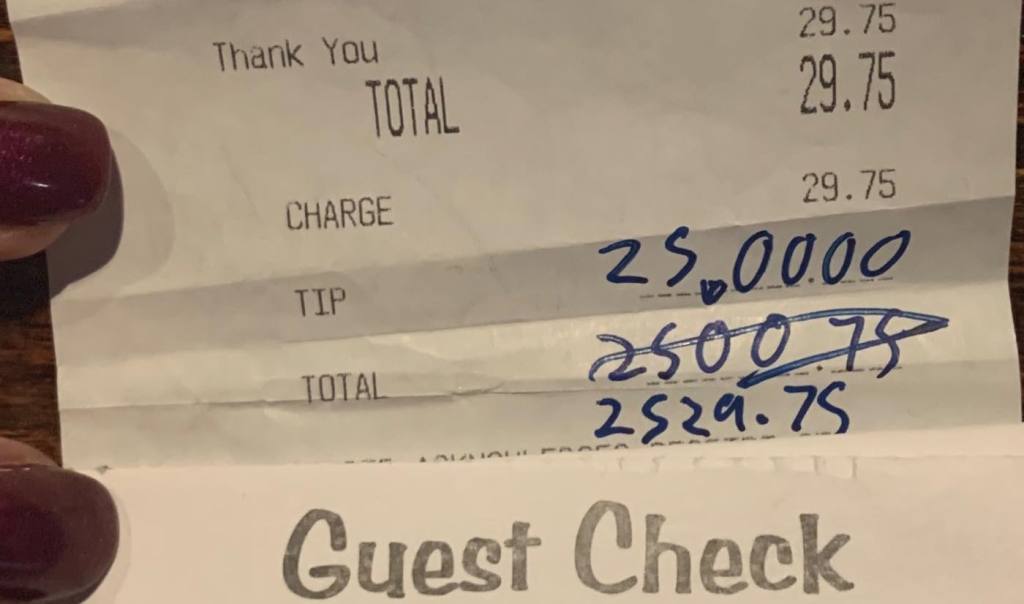 29.75
Thank You
TOTAL 29.75
CHARGE 29.75
TIP 25.0000
TOTAL 2500.75
2529.75
Guest Check